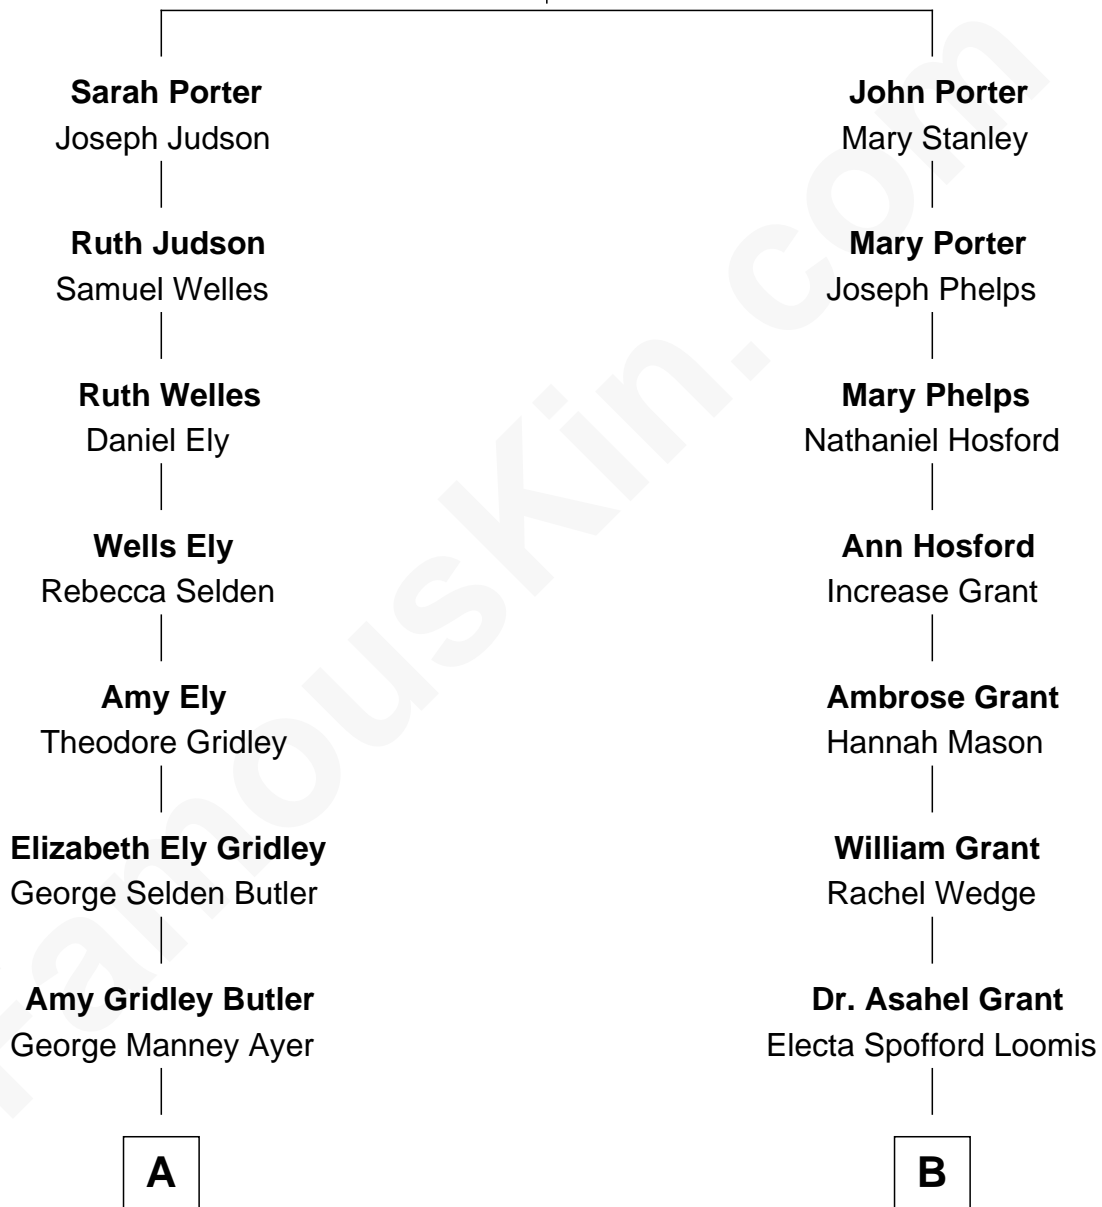 Sarah Porter
Joseph Judson
Ruth Judson
Samuel Welles
Ruth Welles
Daniel Ely
Wells Ely
Rebecca Selden
Amy Ely
Theodore Gridley
Elizabeth Ely Gridley
George Selden Butler
Amy Gridley Butler
George Manney Ayer
A
John Porter
Mary Stanley
Mary Porter
Joseph Phelps
Mary Phelps
Nathaniel Hosford
Ann Hosford
Increase Grant
Ambrose Grant
Hannah Mason
William Grant
Rachel Wedge
Dr. Asahel Grant
Electa Spofford Loomis
B
FamousKin.com